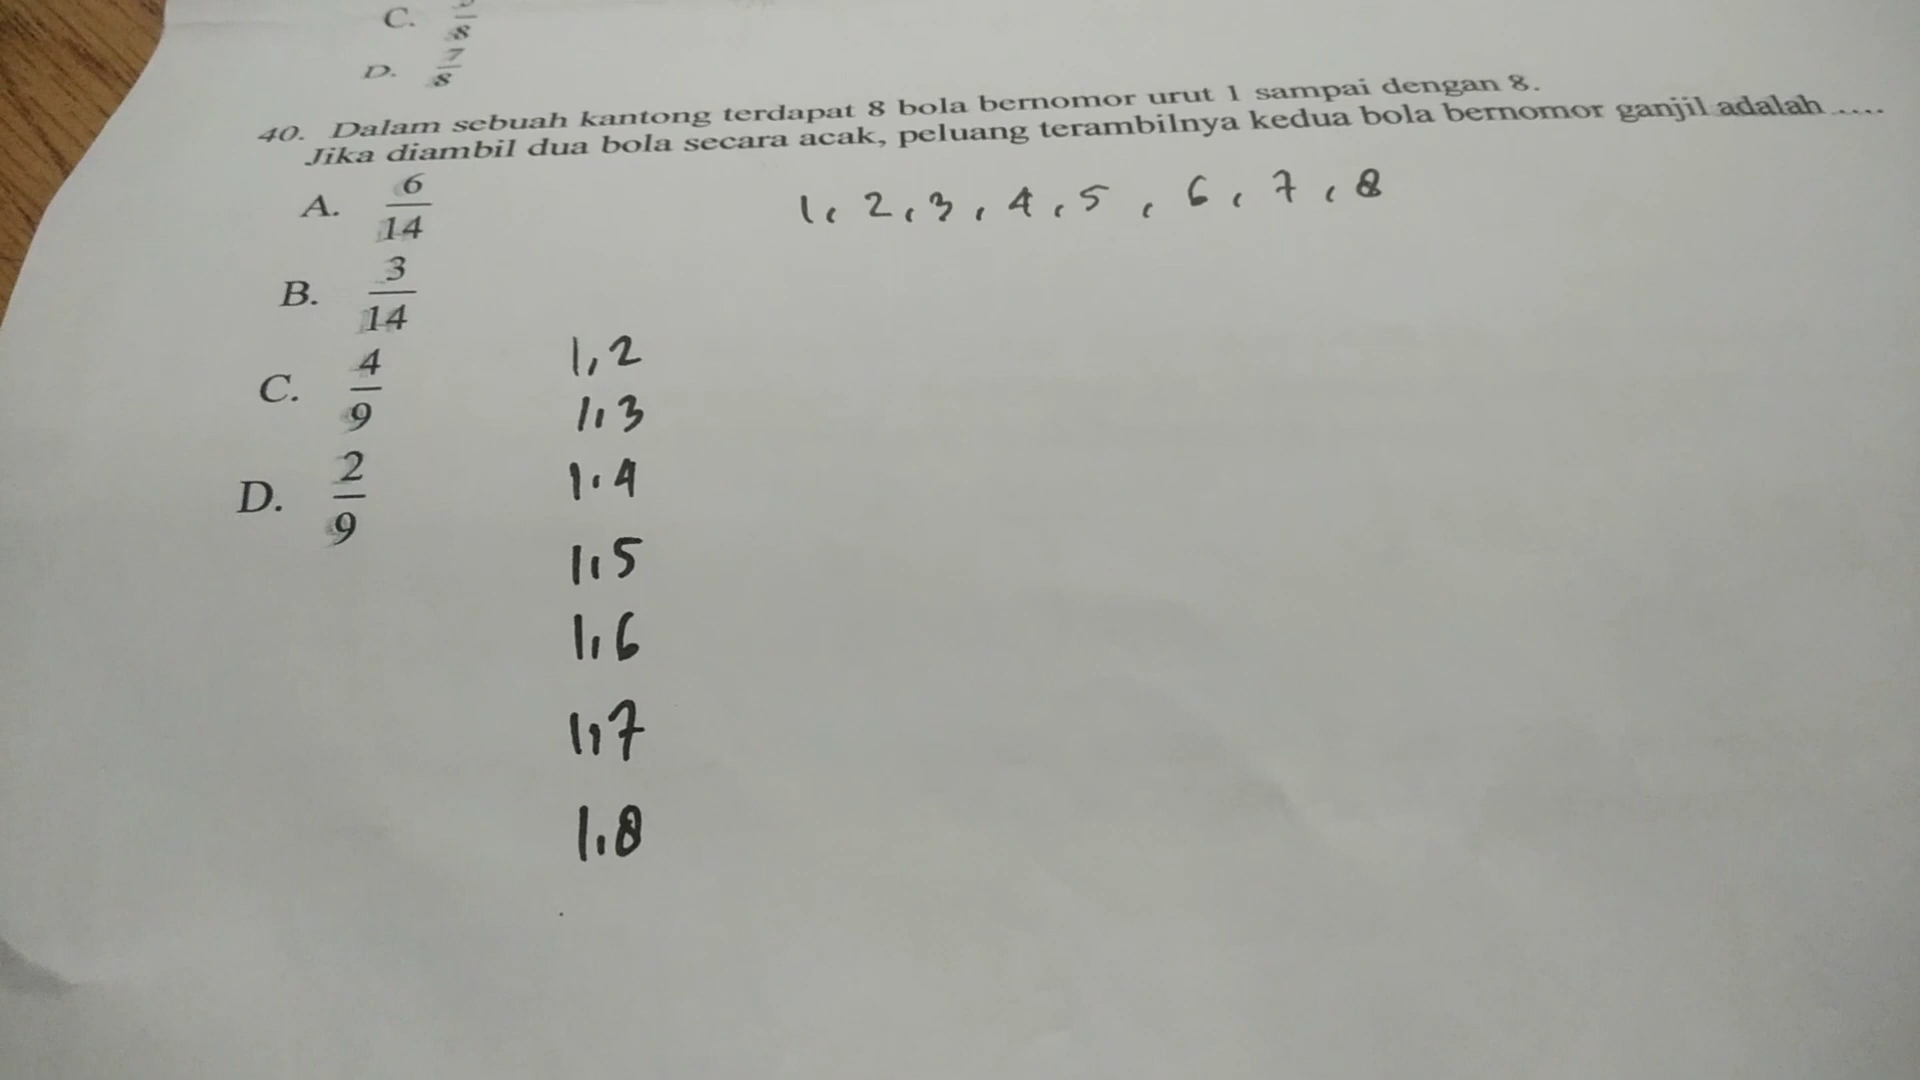 C. 8
D. 7/8
40. Dalam sebuah kantong terdapat 8 bola bernomor urut 1 sampai dengan 8.
Jika diambil dua bola secara acak, peluang terambilnya kedua bola bernomor ganjil adalah ....
A. 6/14
1, 2, 3, 4, 5, 6, 7, 8
B. 3/14
C. 4/9
D. 2/9
1,2
1,3
1,4
1,5
1,6
1,7
1,8